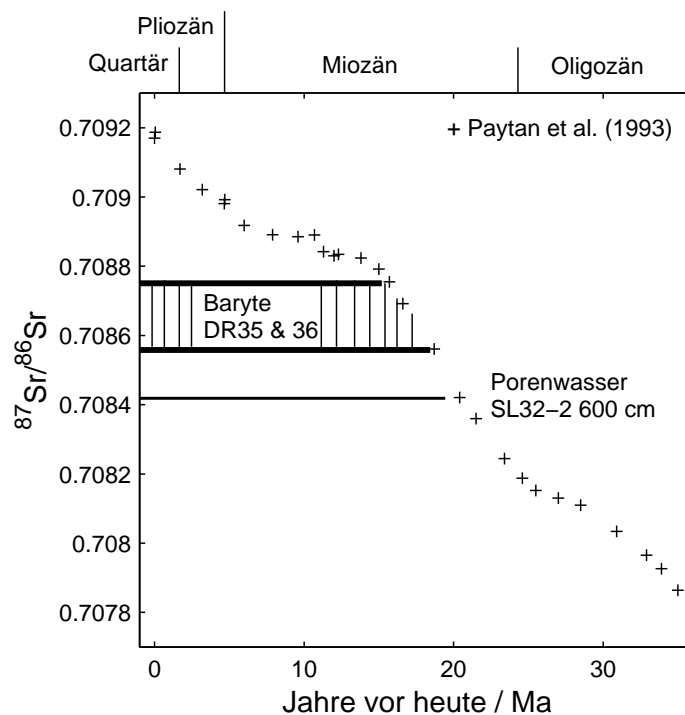 Pliozän
Quartär
Miozän
Oligozän
0.7092
+ Paytan et al. (1993)
0.709
0.7088
Baryte
DR35 & 36
0.7086
Porenwasser
SL32−2 600 cm
0.7084
0.7082
0.708
0.7078
87Sr/86Sr
0
10
20
30
Jahre vor heute / Ma